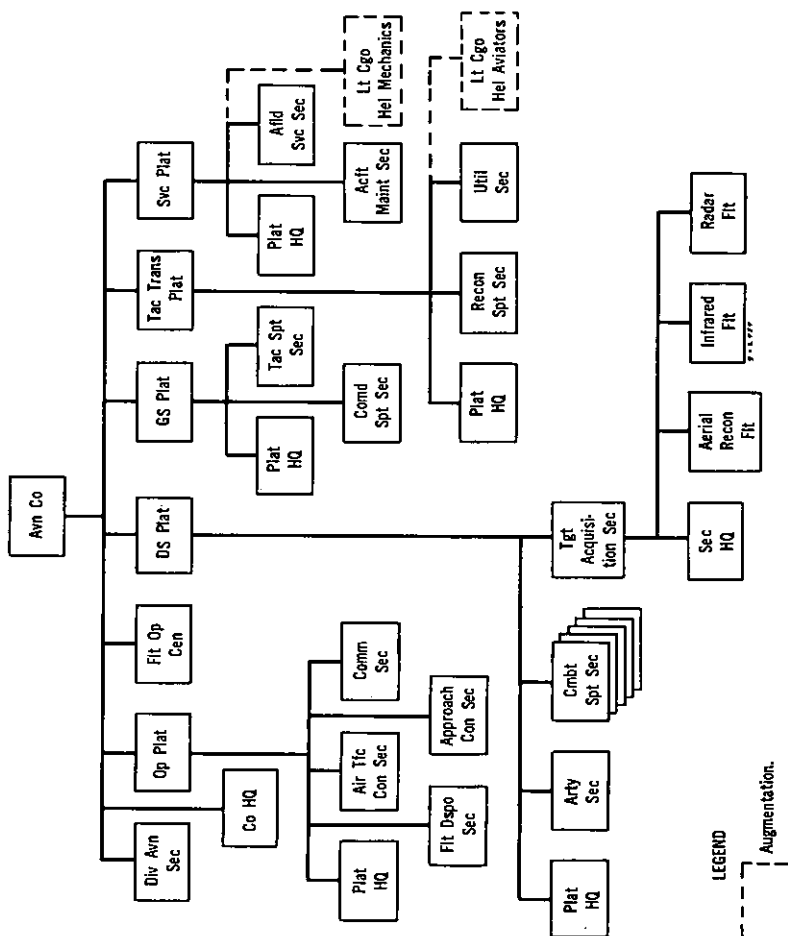 Avn Co
Div Avn
Sec
Co HQ
Op Plat
Flt Op
Cen
DS Plat
GS Plat
Tac Trans
Plat
Svc Plat
Plat
HQ
Flt Dspo
Sec
Air Tfc
Con Sec
Approach
Con Sec
Comm
Sec
Plat
HQ
Comd
Spt Sec
Tac Spt
Sec
Plat
HQ
Acft
Maint Sec
Afld
Svc Sec
Lt Cgo
Hel Mechanics
Plat
HQ
Recon
Spt Sec
Util
Sec
Lt Cgo
Hel Aviators
Plat
HQ
Arty
Sec
Cmbt
Spt Sec
Tgt
Acquisi-
tion Sec
Sec
HQ
Aerial
Recon
Flt
Infrared
Flt
Radar
Flt
LEGEND
Augmentation.